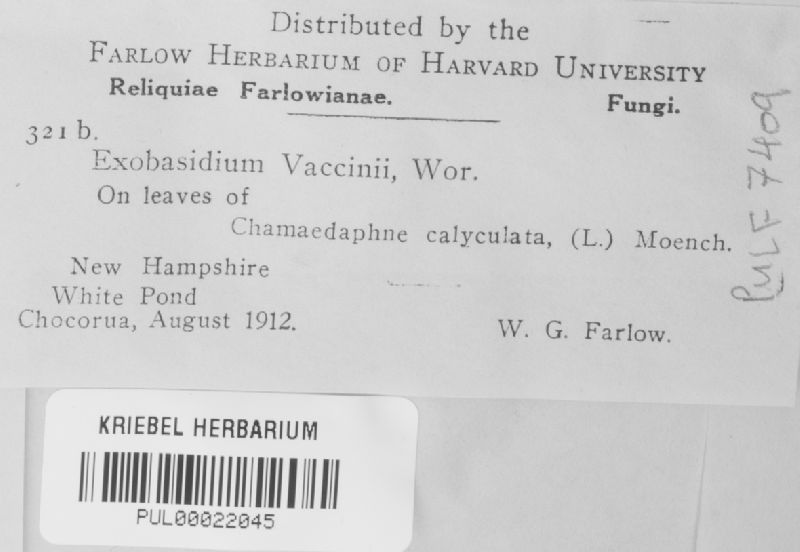 Distributed by the
FARLOW HERBARIUM OF HARVARD UNIVERSITY
Reliquiae Farlowianae. Fungi.
321 b.
Exobasidium Vaccinii, Wor.
On leaves of
Chamaedaphne calyculata, (L.) Moench.
New Hampshire
White Pond
Chocorua, August 1912.
W. G. Farlow.
PULF 7409
KRIEBEL HERBARIUM
PUL00022045